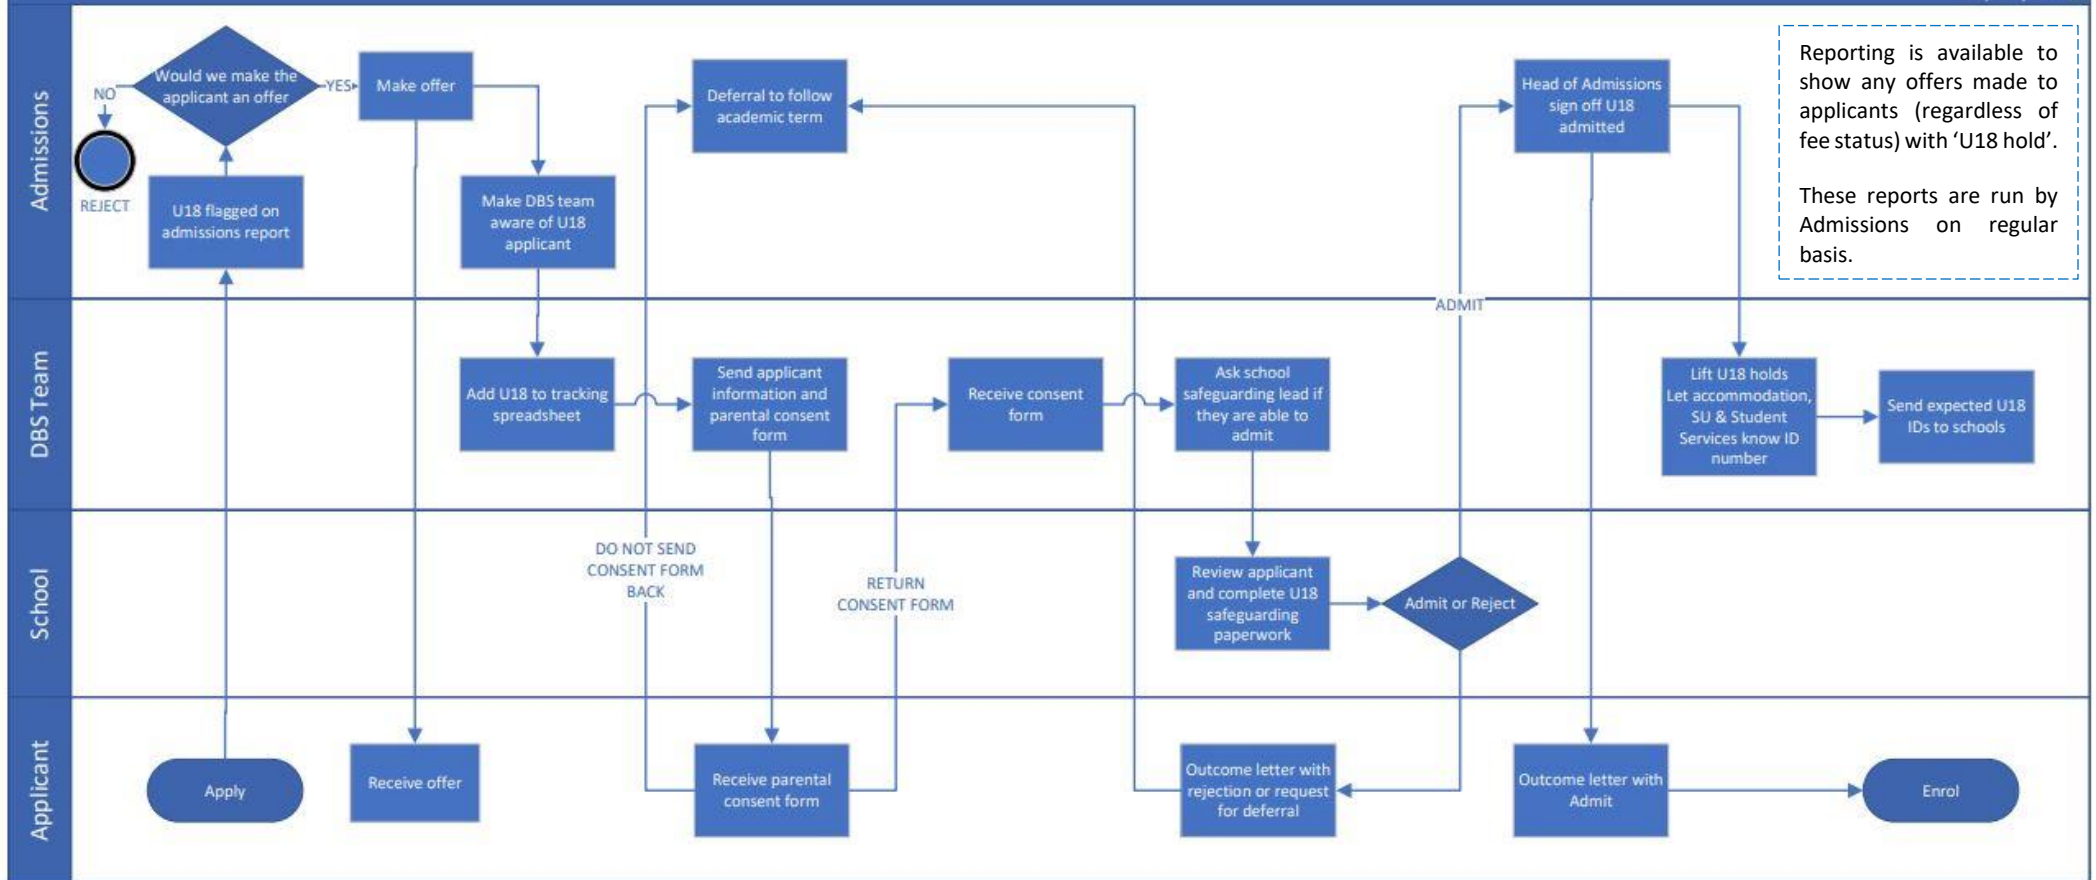 Admissions
Would we make the
applicant an offer
NO
YES
REJECT
U18 flagged on
admissions report
Make offer
Make DBS team
aware of U18
applicant
Deferral to follow
academic term
Head of Admissions
sign off U18
admitted
Reporting is available to
show any offers made to
applicants (regardless of
fee status) with ‘U18 hold’.
These reports are run by
Admissions on regular
basis.
ADMIT
DBS Team
Add U18 to tracking
spreadsheet
Send applicant
information and
parental consent
form
Receive consent
form
Ask school
safeguarding lead if
they are able to
admit
Lift U18 holds
Let accommodation,
SU & Student
Services know ID
number
Send expected U18
IDs to schools
School
DO NOT SEND
CONSENT FORM
BACK
RETURN
CONSENT FORM
Review applicant
and complete U18
safeguarding
paperwork
Admit or Reject
Applicant
Apply
Receive offer
Receive parental
consent form
Outcome letter with
rejection or request
for deferral
Outcome letter with
Admit
Enrol